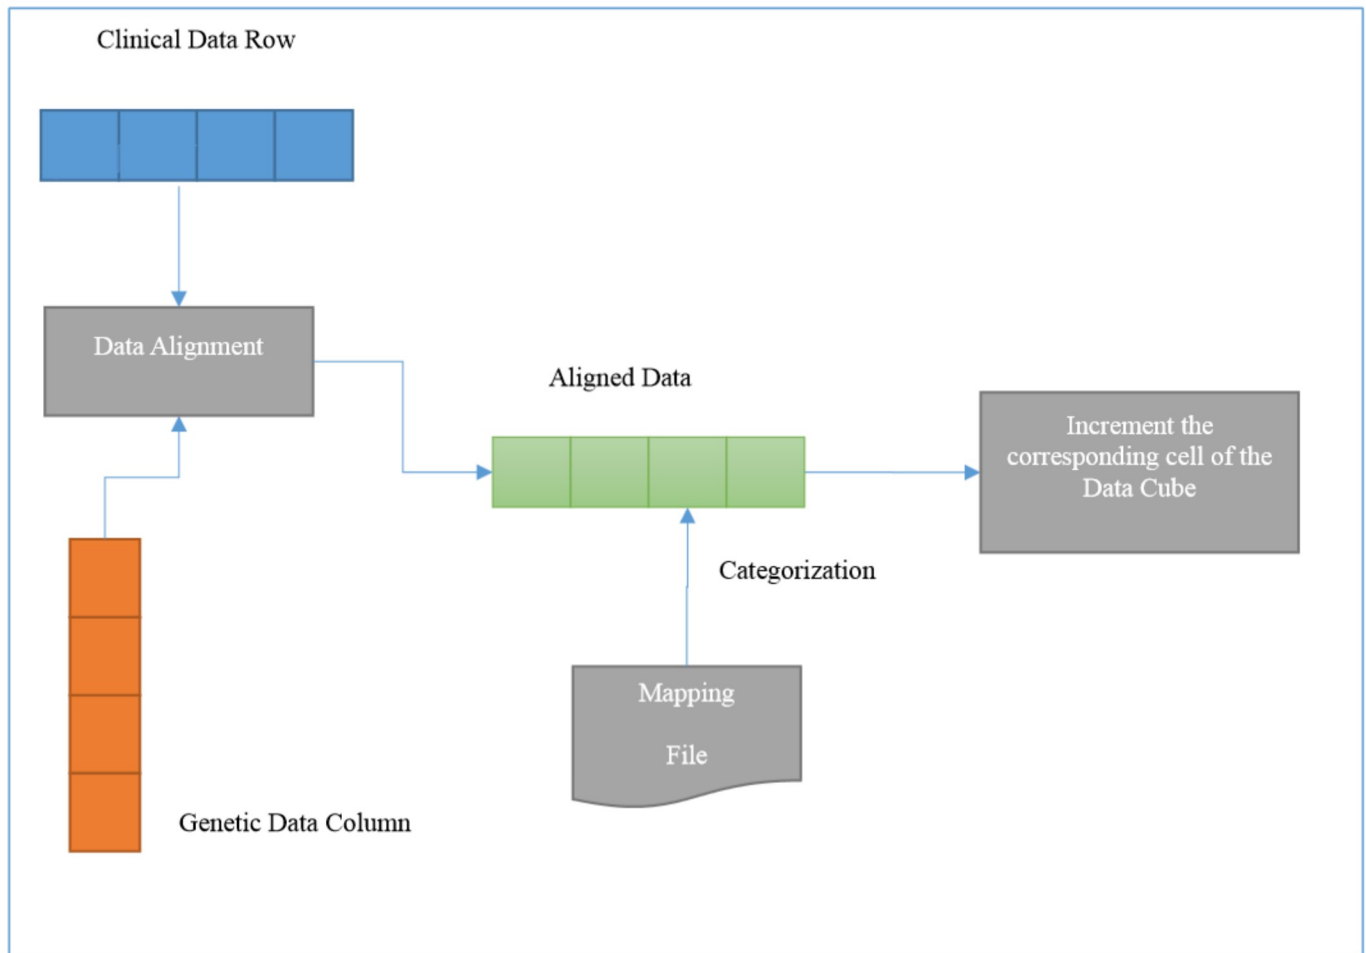 Clinical Data Row
Data Alignment
Aligned Data
Increment the
corresponding cell of the
Data Cube
Categorization
Mapping
File
Genetic Data Column